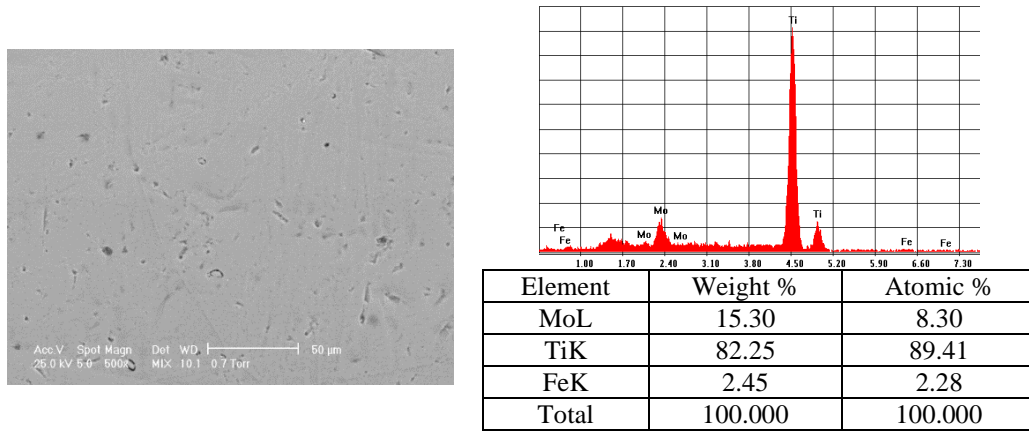 Acc.V Spot Magn Det WD 50 µm
25.0 kV 5.0 500x MIX 10.1 0.7 Torr
Ti
Mo
Ti
Fe
Fe
Mo
Mo
Fe
Fe
1.00 1.70 2.40 3.10 3.80 4.50 5.20 5.90 6.60 7.30
Element Weight % Atomic %
MoL 15.30 8.30
TiK 82.25 89.41
FeK 2.45 2.28
Total 100.000 100.000